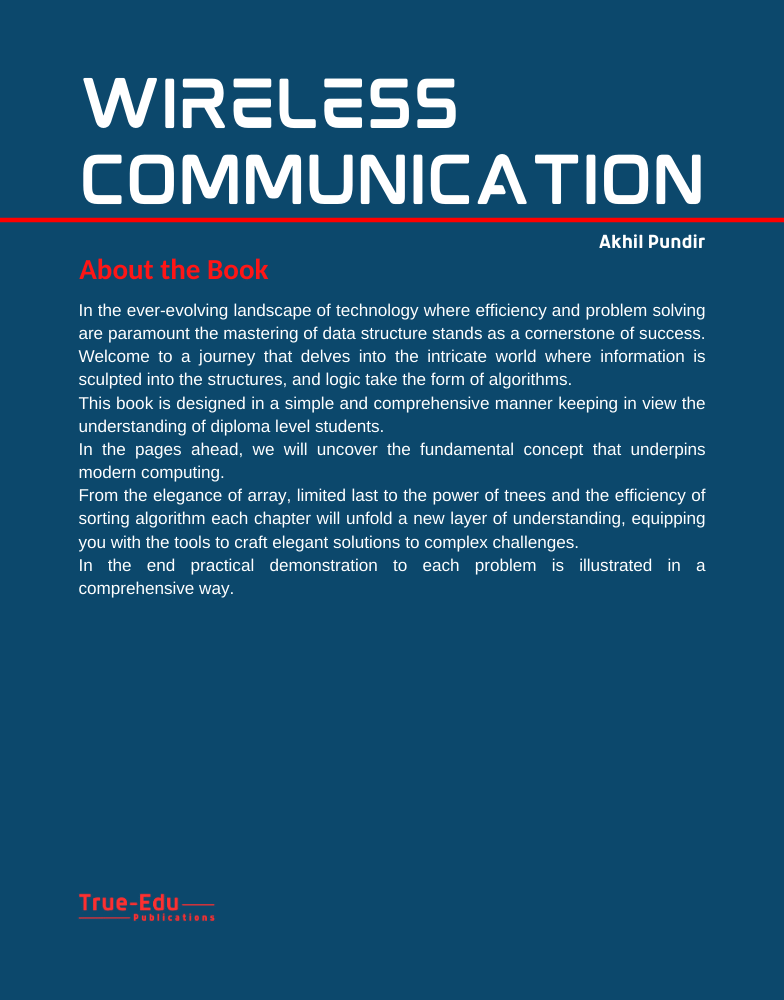 WIRELESS
COMMUNICATION
Akhil Pundir
About the Book
In the ever-evolving landscape of technology where efficiency and problem solving
are paramount the mastering of data structure stands as a cornerstone of success.
Welcome to a journey that delves into the intricate world where information is
sculpted into the structures, and logic take the form of algorithms.
This book is designed in a simple and comprehensive manner keeping in view the
understanding of diploma level students.
In the pages ahead, we will uncover the fundamental concept that underpins
modern computing.
From the elegance of array, limited last to the power of tnees and the efficiency of
sorting algorithm each chapter will unfold a new layer of understanding, equipping
you with the tools to craft elegant solutions to complex challenges.
In the end practical demonstration to each problem is illustrated in a
comprehensive way.
True-Edu
Publications